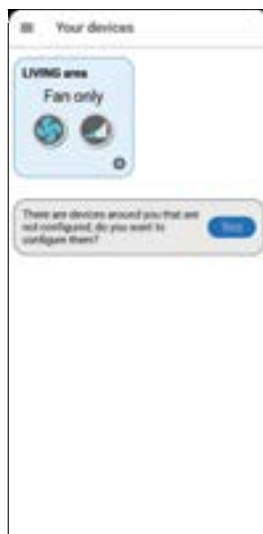 Your devices
LIVING area
Fan only
There are devices around you that are
not configured, do you want to
configure them?